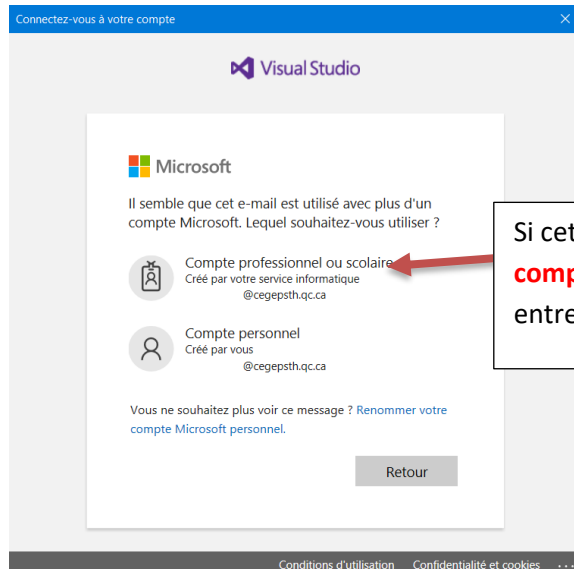 Connectez-vous à votre compte
Visual Studio
Microsoft
Il semble que cet e-mail est utilisé avec plus d'un
compte Microsoft. Lequel souhaitez-vous utiliser ?
Compte professionnel ou scolaire
Créé par votre service informatique
@cegepsth.qc.ca
Compte personnel
Créé par vous
@cegepsth.qc.ca
Vous ne souhaitez plus voir ce message ? Renommer votre
compte Microsoft personnel.
Retour
Si cet
comp
entre
Conditions d'utilisation Confidentialité et cookies ...